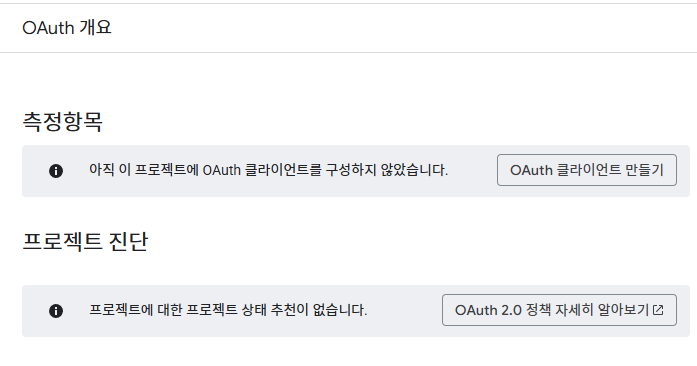 OAuth 개요
측정항목
아직 이 프로젝트에 OAuth 클라이언트를 구성하지 않았습니다.
OAuth 클라이언트 만들기
프로젝트 진단
프로젝트에 대한 프로젝트 상태 추천이 없습니다.
OAuth 2.0 정책 자세히 알아보기